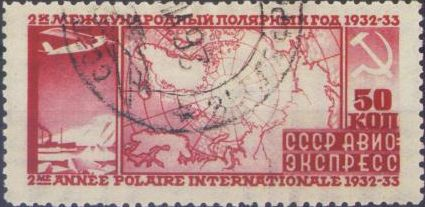 2й МЕЖДУНАРОДНЫЙ ПОЛЯРНЫЙ ГОД 1932-33
50
КОП
СССР АВИО=
ЭКСПРЕСС
2ME ANNÉE POLAIRE INTERNATIONALE 1932-33